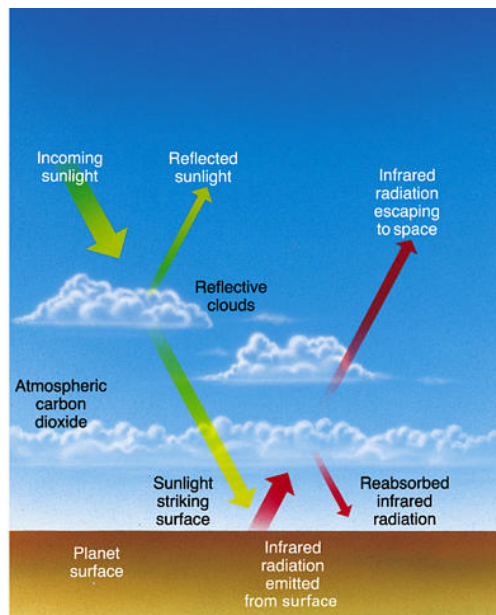 Incoming
sunlight
Reflected
sunlight
Infrared
radiation
escaping
to space
Reflective
clouds
Atmospheric
carbon
dioxide
Sunlight
striking
surface
Reabsorbed
infrared
radiation
Planet
surface
Infrared
radiation
emitted
from surface